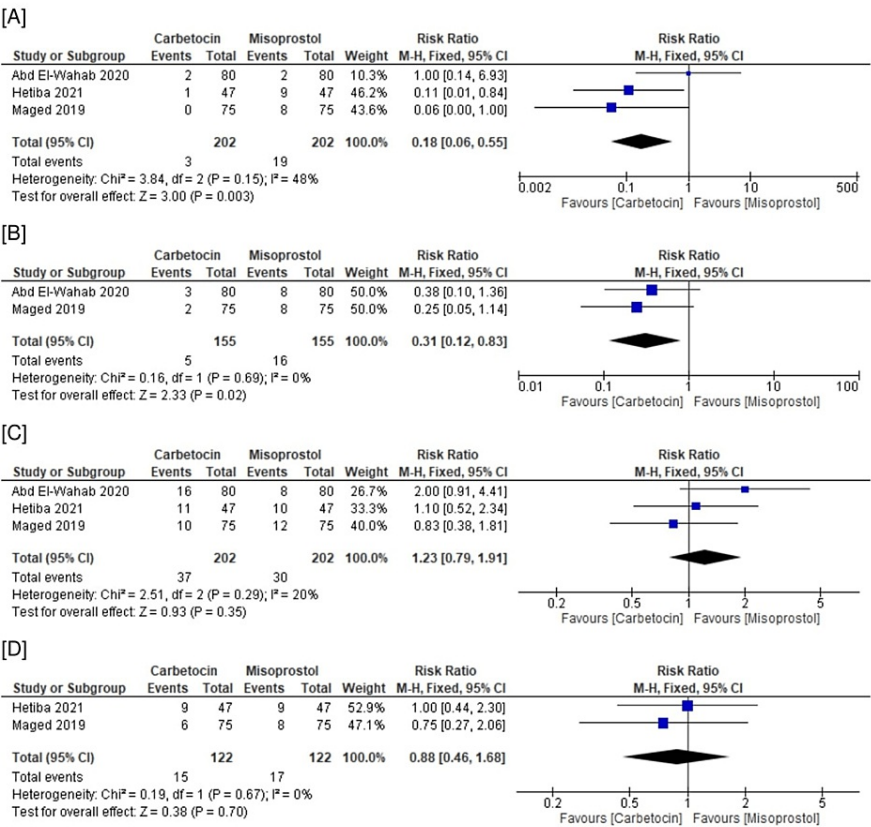 [A]
Carbetocin Misoprostol Risk Ratio Risk Ratio
Study or Subgroup Events Total Events Total Weight M-H, Fixed, 95% CI M-H, Fixed, 95% CI
Abd El-Wahab 2020 2 80 2 80 10.3% 1.00 [0.14, 6.93]
Hetiba 2021 1 47 9 47 46.2% 0.11 [0.01, 0.84]
Maged 2019 0 75 8 75 43.6% 0.06 [0.00, 1.00]
Total (95% CI) 202 202 100.0% 0.18 [0.06, 0.55]
Total events 3 19
Heterogeneity: Chi² = 3.84, df = 2 (P = 0.15); I² = 48%
Test for overall effect: Z = 3.00 (P = 0.003)
0.002 0.1 1 10 500
Favours [Carbetocin] Favours [Misoprostol]
[B]
Carbetocin Misoprostol Risk Ratio Risk Ratio
Study or Subgroup Events Total Events Total Weight M-H, Fixed, 95% CI M-H, Fixed, 95% CI
Abd El-Wahab 2020 3 80 8 80 50.0% 0.38 [0.10, 1.36]
Maged 2019 2 75 8 75 50.0% 0.25 [0.05, 1.14]
Total (95% CI) 155 155 100.0% 0.31 [0.12, 0.83]
Total events 5 16
Heterogeneity: Chi² = 0.16, df = 1 (P = 0.69); I² = 0%
Test for overall effect: Z = 2.33 (P = 0.02)
0.01 0.1 1 10 100
Favours [Carbetocin] Favours [Misoprostol]
[C]
Carbetocin Misoprostol Risk Ratio Risk Ratio
Study or Subgroup Events Total Events Total Weight M-H, Fixed, 95% CI M-H, Fixed, 95% CI
Abd El-Wahab 2020 16 80 8 80 26.7% 2.00 [0.91, 4.41]
Hetiba 2021 11 47 10 47 33.3% 1.10 [0.52, 2.34]
Maged 2019 10 75 12 75 40.0% 0.83 [0.38, 1.81]
Total (95% CI) 202 202 100.0% 1.23 [0.79, 1.91]
Total events 37 30
Heterogeneity: Chi² = 2.51, df = 2 (P = 0.29); I² = 20%
Test for overall effect: Z = 0.93 (P = 0.35)
0.2 0.5 1 2 5
Favours [Carbetocin] Favours [Misoprostol]
[D]
Carbetocin Misoprostol Risk Ratio Risk Ratio
Study or Subgroup Events Total Events Total Weight M-H, Fixed, 95% CI M-H, Fixed, 95% CI
Hetiba 2021 9 47 9 47 52.9% 1.00 [0.44, 2.30]
Maged 2019 6 75 8 75 47.1% 0.75 [0.27, 2.06]
Total (95% CI) 122 122 100.0% 0.88 [0.46, 1.68]
Total events 15 17
Heterogeneity: Chi² = 0.19, df = 1 (P = 0.67); I² = 0%
Test for overall effect: Z = 0.38 (P = 0.70)
0.2 0.5 1 2 5
Favours [Carbetocin] Favours [Misoprostol]